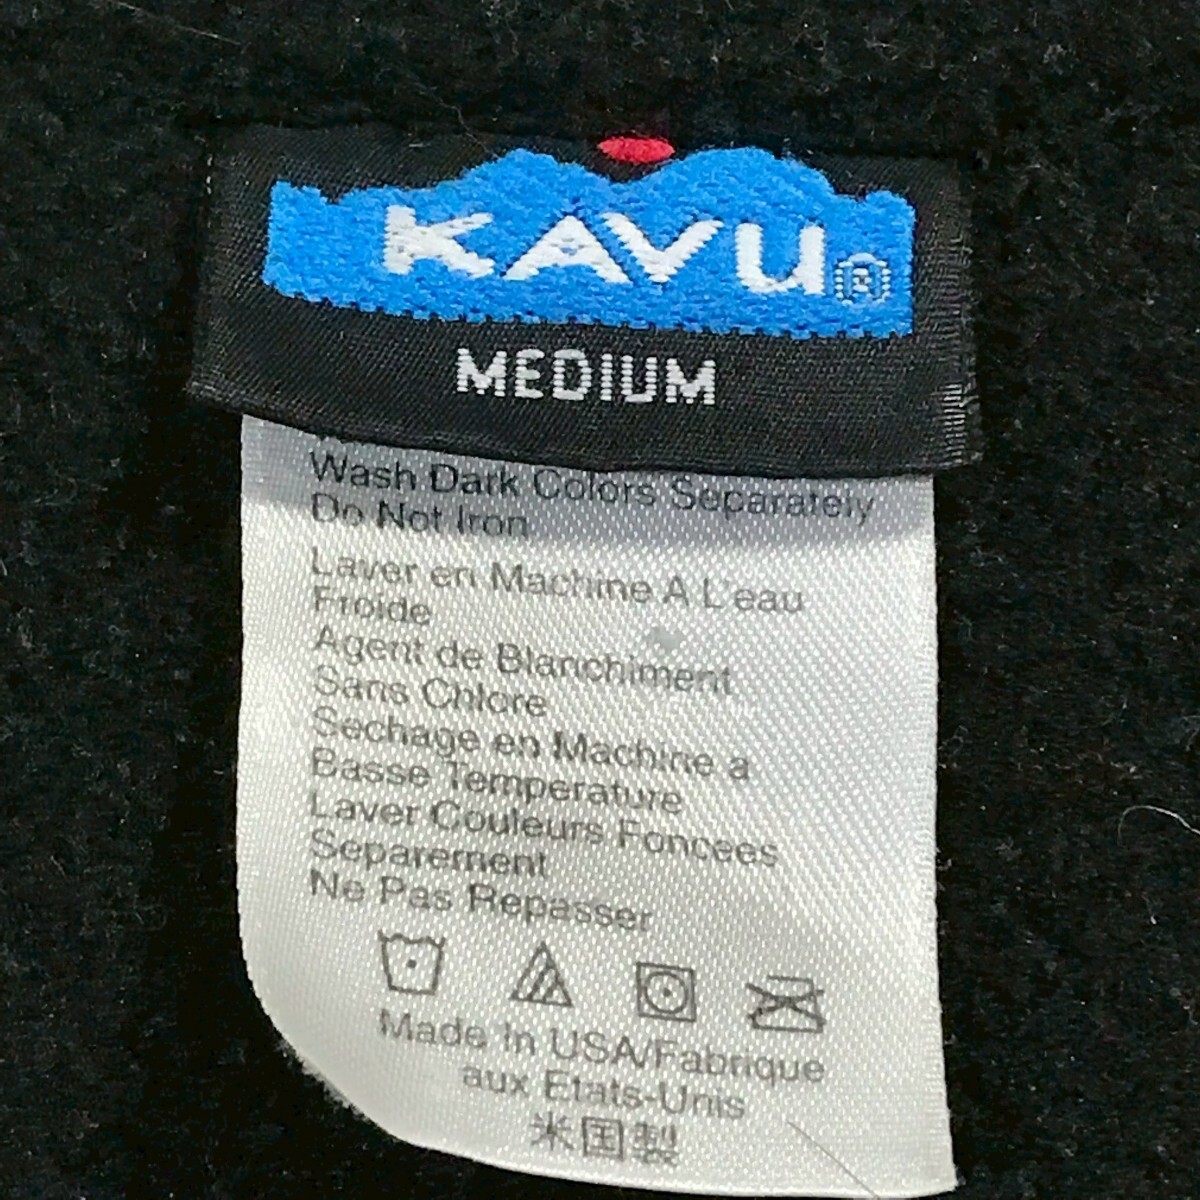 KAVU®
MEDIUM
Wash Dark Colors Separately
Do Not Iron
Laver en Machine A L'eau
Froide
Agent de Blanchiment
Sans Chlore
Sechage en Machine a
Basse Temperature
Laver Couleurs Foncees
Separement
Ne Pas Repasser
Made In USA/Fabrique
aux Etats-Unis
米国製